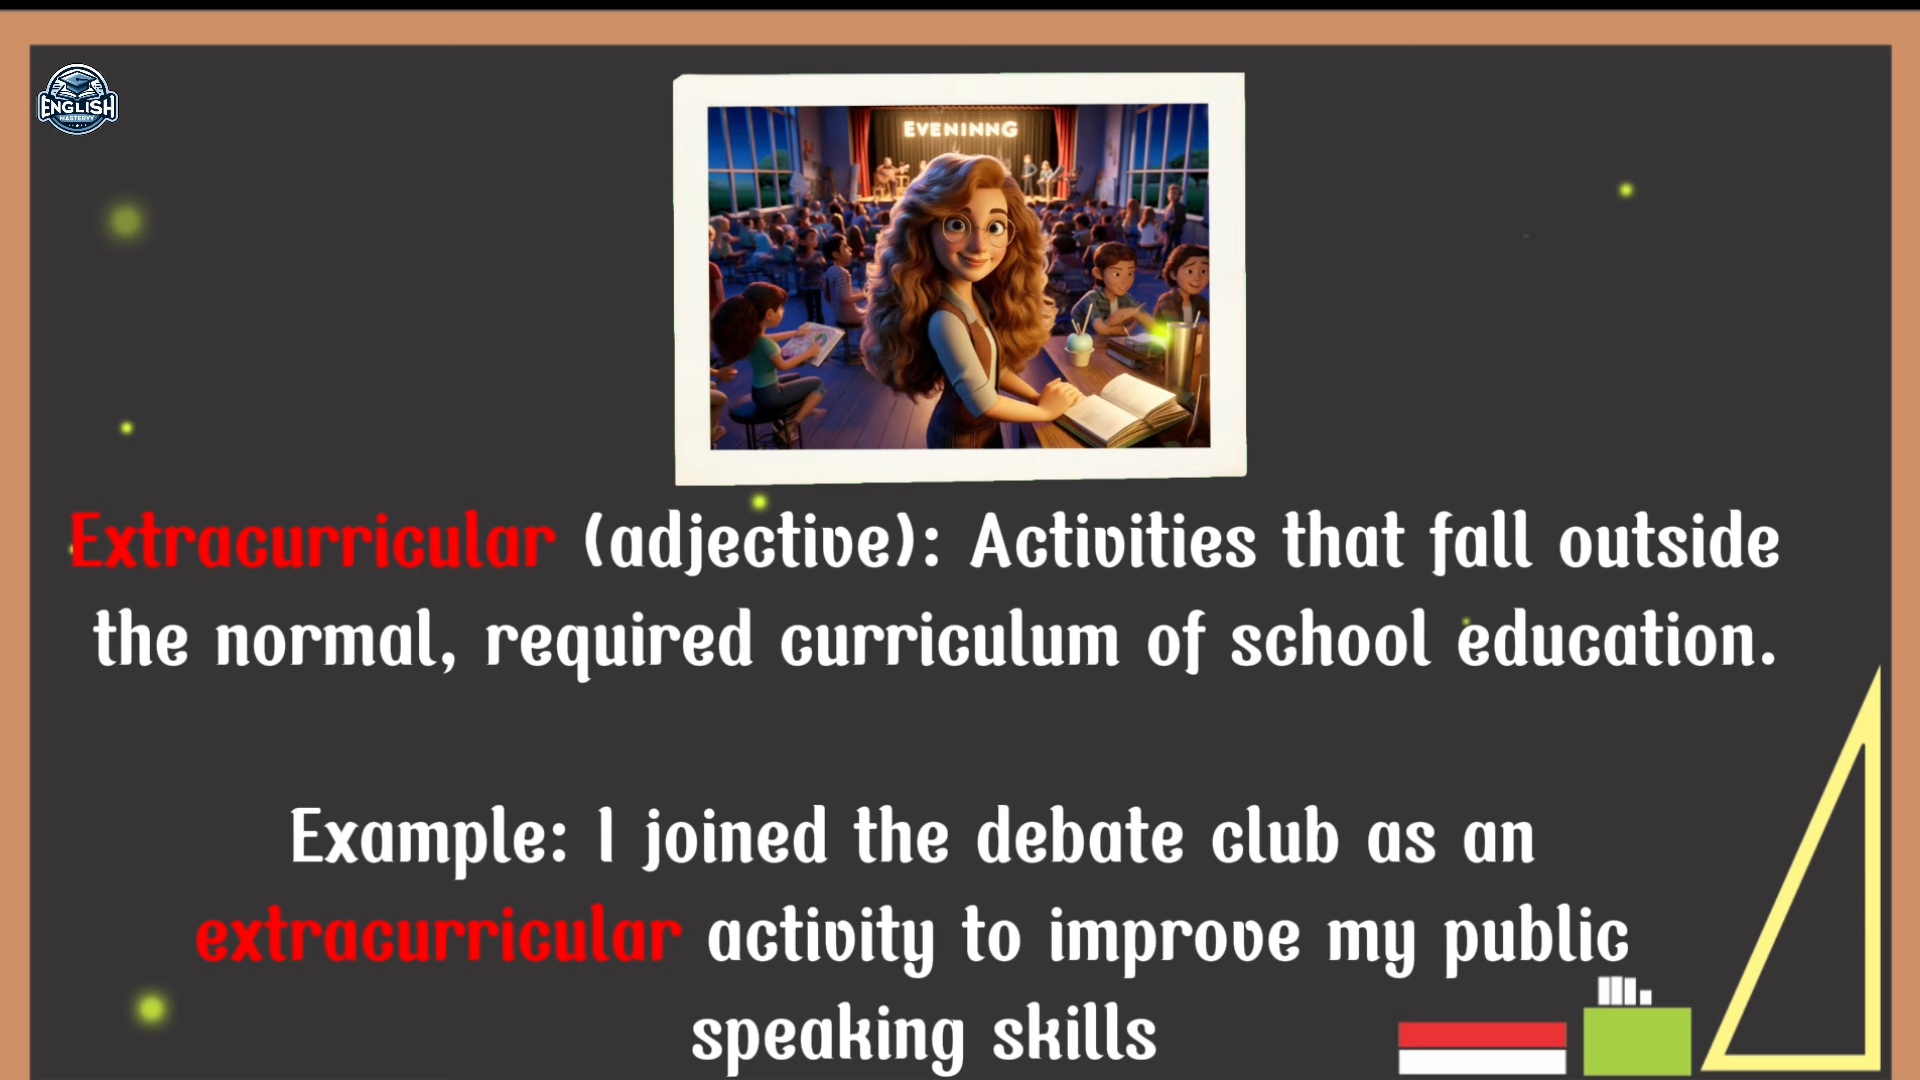 ENGLISH
MASTERY
EVENINNG
Extracurricular (adjective): Activities that fall outside
the normal, required curriculum of school education.
Example: I joined the debate club as an
extracurricular activity to improve my public
speaking skills